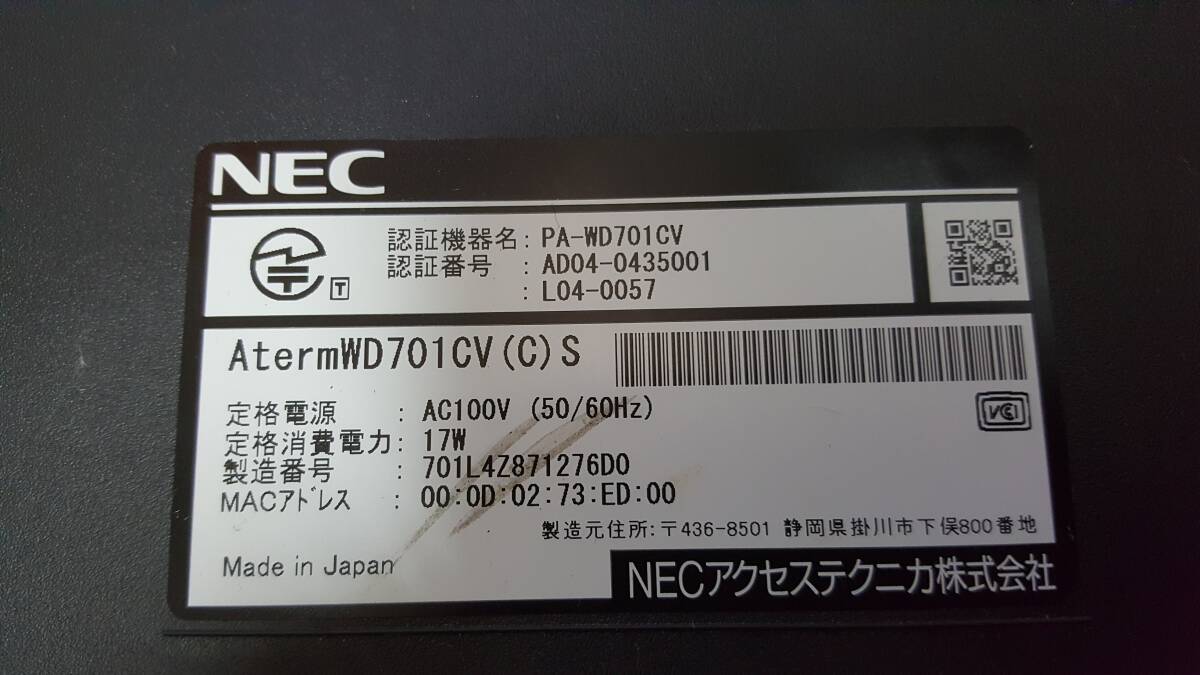 NEC
認証機器名: PA-WD701CV
認証番号 : AD04-0435001
: L04-0057
T
AtermWD701CV(C)S
VCI
定格電源 : AC100V (50/60Hz)
定格消費電力: 17W
製造番号 : 701L4Z871276D0
MACアドレス : 00:0D:02:73:ED:00
製造元住所:〒436-8501 静岡県掛川市下俣800番地
Made in Japan
NECアクセステクニカ株式会社